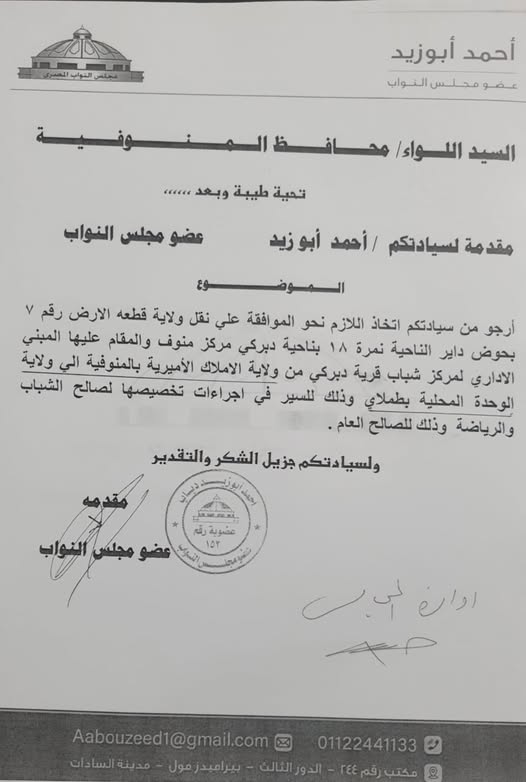 أحمد أبوزيد
عضو مجلس النواب
مجلس النواب المصري
السيد اللواء/ محافظ المنوفية
تحية طيبة وبعد ،،،،،،
مقدمة لسيادتكم / أحمد أبو زيد عضو مجلس النواب
الموضوع
أرجو من سيادتكم اتخاذ اللازم نحو الموافقة علي نقل ولاية قطعه الارض رقم ٧
بحوض داير الناحية نمرة ١٨ بناحية دبركي مركز منوف والمقام عليها المبني
الاداري لمركز شباب قرية دبركي من ولاية الاملاك الأميرية بالمنوفية الي ولاية
الوحدة المحلية بطملاي وذلك للسير في اجراءات تخصيصها لصالح الشباب
والرياضة وذلك للصالح العام .
ولسيادتكم جزيل الشكر والتقدير
مقدمه
عضو مجلس النواب
احمد ابوزيد دياب
عضوية رقم
١٥٢
عضو مجلس النواب
ادارة
01122441133
Aabouzeed1@gmail.com
مكتب رقم ٢٤٤ - الدور الثالث - بيراميدز مول - مدينة السادات